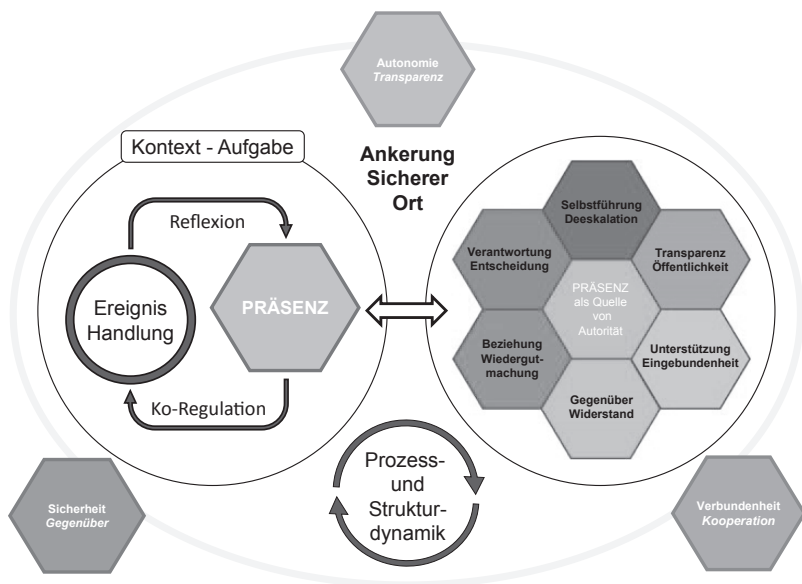 Autonomie
Transparenz
Kontext - Aufgabe
Ankerung
Sicherer
Ort
Reflexion
Ereignis
Handlung
PRÄSENZ
Ko-Regulation
Selbstführung
Deeskalation
Verantwortung
Entscheidung
Transparenz
Öffentlichkeit
PRÄSENZ
als Quelle
von
Autorität
Beziehung
Wiedergut-
machung
Unterstützung
Eingebundenheit
Gegenüber
Widerstand
Prozess-
und
Struktur-
dynamik
Sicherheit
Gegenüber
Verbundenheit
Kooperation